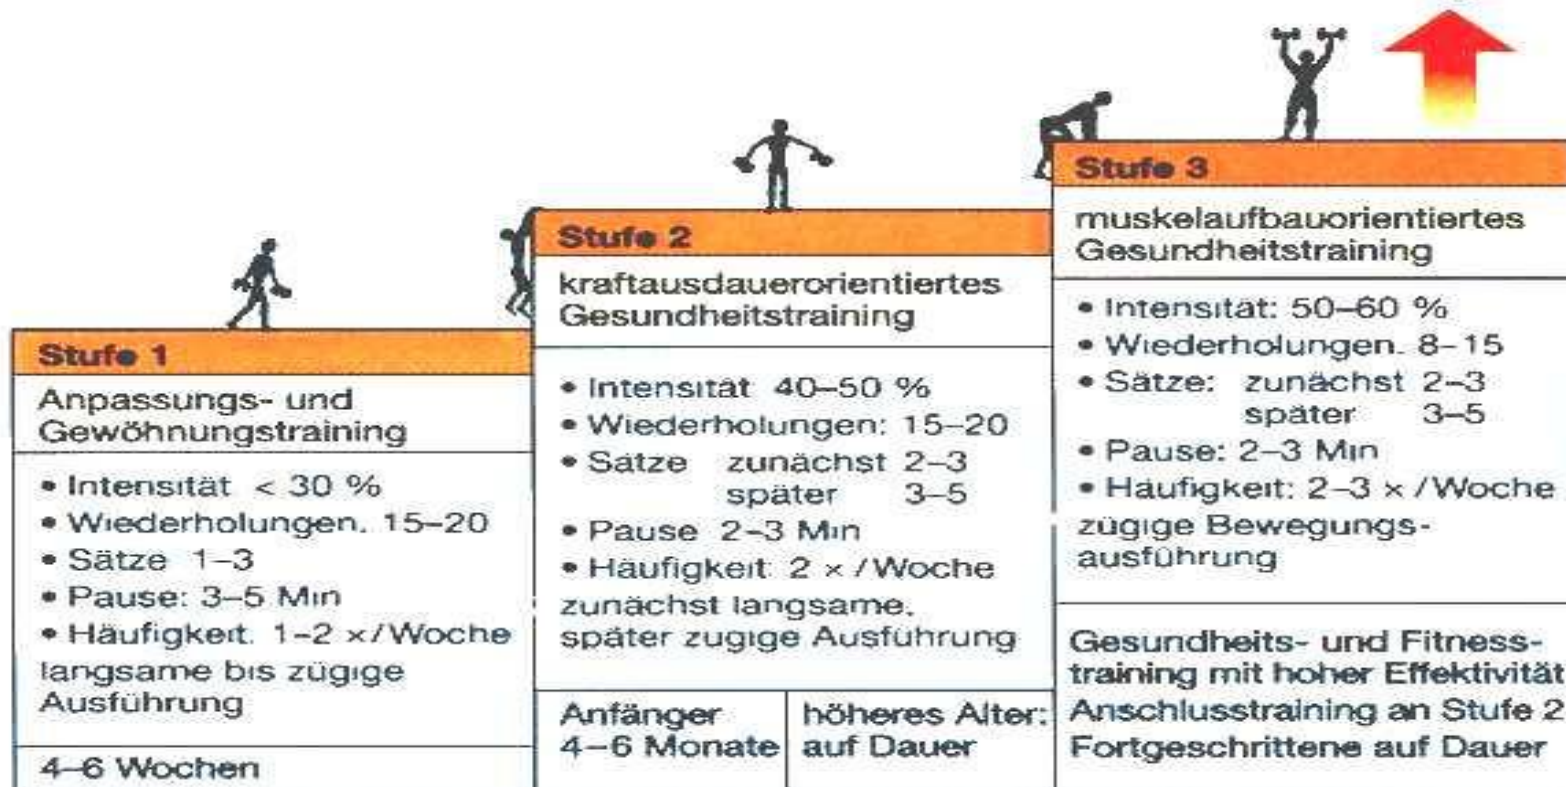 Stufe 1
Anpassungs- und
Gewöhnungstraining
• Intensität < 30 %
• Wiederholungen. 15–20
• Sätze 1–3
• Pause: 3–5 Min
• Häufigkeit. 1–2 ×/Woche
langsame bis zügige
Ausführung
4–6 Wochen
Stufe 2
kraftausdauerorientiertes
Gesundheitstraining
• Intensität 40–50 %
• Wiederholungen: 15–20
• Sätze zunächst 2–3
später 3–5
• Pause 2–3 Min
• Häufigkeit: 2 × /Woche
zunächst langsame,
später zügige Ausführung
Anfänger
4–6 Monate
höheres Alter:
auf Dauer
Stufe 3
muskelaufbauorientiertes
Gesundheitstraining
• Intensität: 50–60 %
• Wiederholungen. 8–15
• Sätze: zunächst 2–3
später 3–5
• Pause: 2–3 Min
• Häufigkeit: 2–3 × /Woche
zügige Bewegungs-
ausführung
Gesundheits- und Fitness-
training mit hoher Effektivität
Anschlusstraining an Stufe 2
Fortgeschrittene auf Dauer